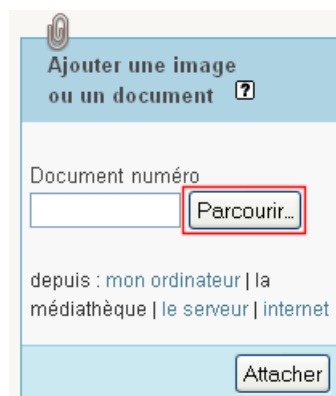 Ajouter une image
ou un document ?
Document numéro
Parcourir...
depuis : mon ordinateur | la
médiathèque | le serveur | internet
Attacher